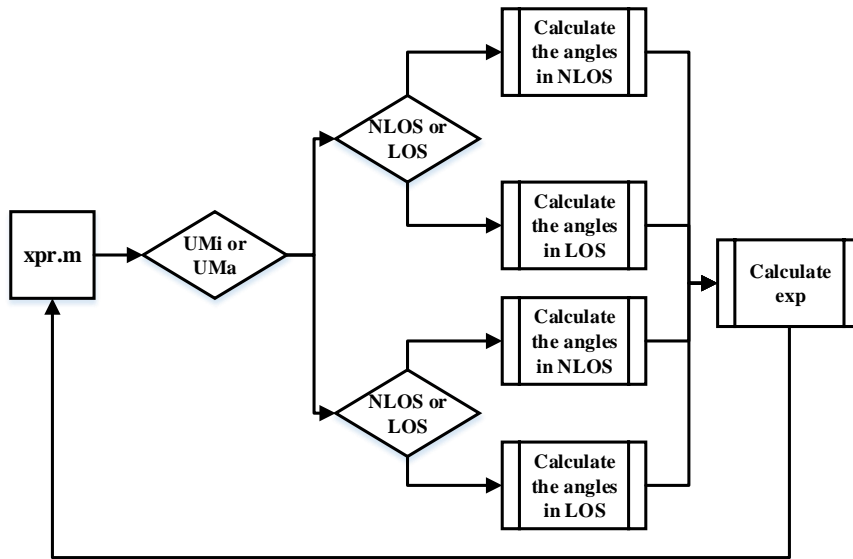 xpr.m
UMi or
UMa
NLOS or
LOS
Calculate
the angles
in NLOS
Calculate
the angles
in LOS
NLOS or
LOS
Calculate
the angles
in NLOS
Calculate
the angles
in LOS
Calculate
exp